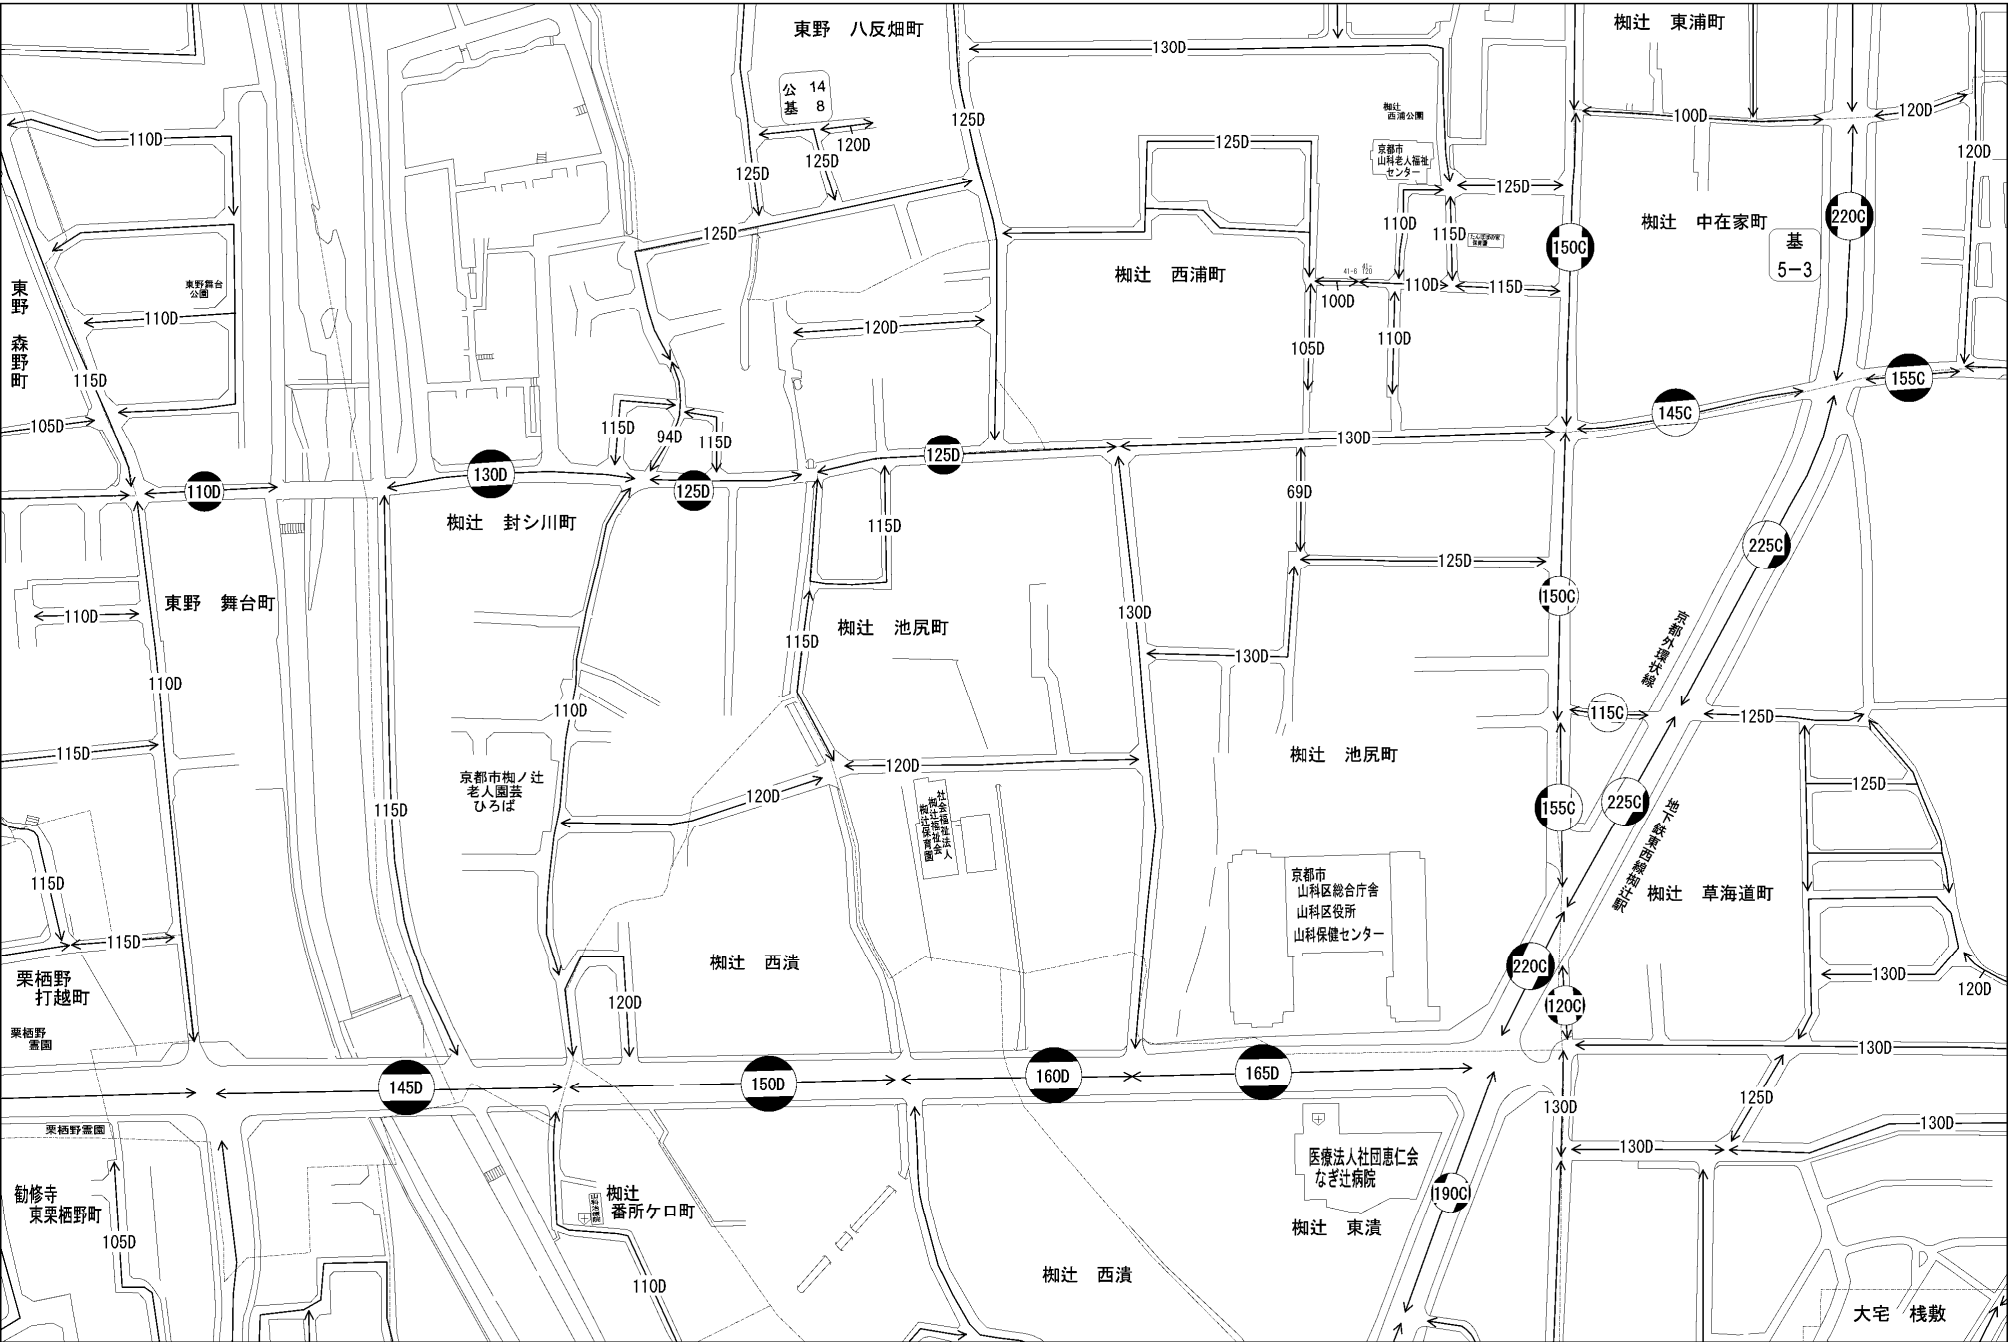 東野　八反畑町
椥辻　東浦町
130D
公 14
基 8
110D
125D
120D
125D
125D
125D
椥辻
西浦公園
京都市
山科老人福祉
センター
100D
120D
120D
125D
125D
110D
115D
150C
椥辻　中在家町
220C
基
5-3
東野　森野町
東野舞台
公園
110D
椥辻　西浦町
41-6
41-
120
100D
110D
115D
120D
105D
110D
115D
105D
155C
145C
115D
94D
115D
110D
130D
125D
125D
130D
椥辻　封シ川町
115D
69D
125D
225C
東野　舞台町
110D
110D
110D
115D
椥辻　池尻町
130D
130D
150C
京都外環状線
115C
125D
115D
115D
京都市椥ノ辻
老人園芸
ひろば
120D
120D
社会福祉法人
椥辻福祉会
椥辻保育園
椥辻　池尻町
155C
225C
125D
地下鉄東西線椥辻駅
京都市
山科区総合庁舎
山科区役所
山科保健センター
椥辻　草海道町
115D
115D
栗栖野
打越町
栗栖野
霊園
椥辻　西潰
120D
220C
120C
130D
120D
145D
150D
160D
165D
130D
栗栖野霊園
130D
125D
130D
130D
勧修寺
東栗栖野町
105D
椥辻
番所ケ口町
110D
医療法人社団恵仁会
なぎ辻病院
190C
椥辻　東潰
椥辻　西潰
大宅　桟敷